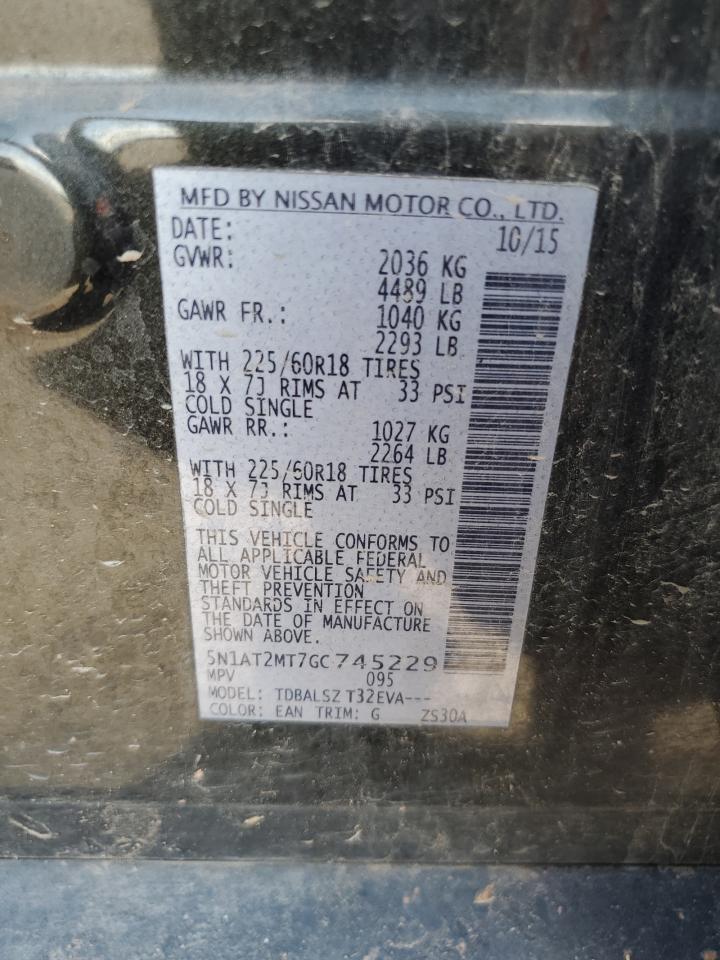 MFD BY NISSAN MOTOR CO., LTD.
DATE: 10/15
GVWR: 2036 KG
4489 LB
GAWR FR.: 1040 KG
2293 LB
WITH 225/60R18 TIRES
18 X 7J RIMS AT 33 PSI
COLD SINGLE
GAWR RR.: 1027 KG
2264 LB
WITH 225/60R18 TIRES
18 X 7J RIMS AT 33 PSI
COLD SINGLE
THIS VEHICLE CONFORMS TO
ALL APPLICABLE FEDERAL
MOTOR VEHICLE SAFETY AND
THEFT PREVENTION
STANDARDS IN EFFECT ON
THE DATE OF MANUFACTURE
SHOWN ABOVE.
5N1AT2MT7GC745229
MPV 095
MODEL: TDBALSZ T32EVA---
COLOR: EAN TRIM: G ZS30A